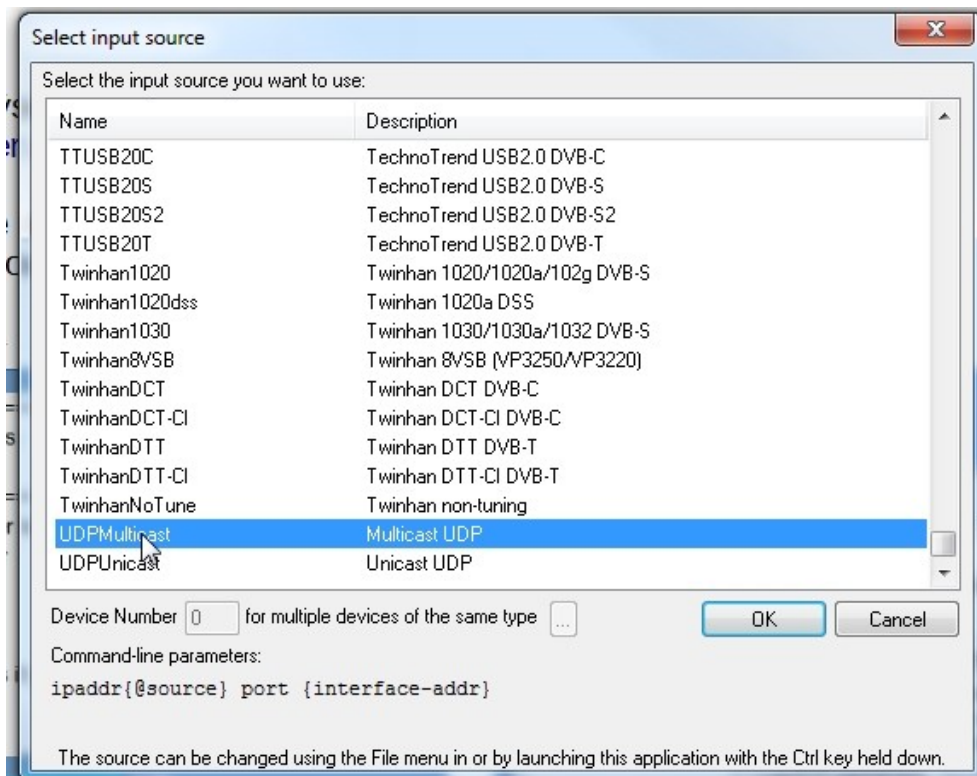 Select input source
Select the input source you want to use:
Name Description
TTUSB20C TechnoTrend USB2.0 DVB-C
TTUSB20S TechnoTrend USB2.0 DVB-S
TTUSB20S2 TechnoTrend USB2.0 DVB-S2
TTUSB20T TechnoTrend USB2.0 DVB-T
Twinhan1020 Twinhan 1020/1020a/102g DVB-S
Twinhan1020dss Twinhan 1020a DSS
Twinhan1030 Twinhan 1030/1030a/1032 DVB-S
Twinhan8VSB Twinhan 8VSB (VP3250/VP3220)
TwinhanDCT Twinhan DCT DVB-C
TwinhanDCT-CI Twinhan DCT-CI DVB-C
TwinhanDTT Twinhan DTT DVB-T
TwinhanDTT-CI Twinhan DTT-CI DVB-T
TwinhanNoTune Twinhan non-tuning
UDPMulticast Multicast UDP
UDPUnicast Unicast UDP
Device Number 0 for multiple devices of the same type ... OK Cancel
Command-line parameters:
ipaddr{@source} port {interface-addr}
The source can be changed using the File menu in or by launching this application with the Ctrl key held down.